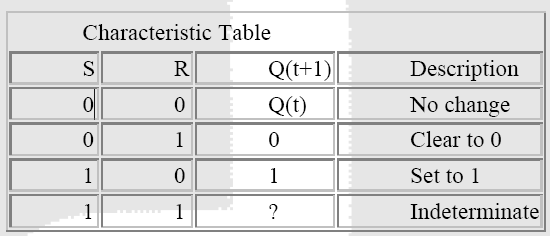 Characteristic Table
S R Q(t+1) Description
0 0 Q(t) No change
0 1 0 Clear to 0
1 0 1 Set to 1
1 1 ? Indeterminate